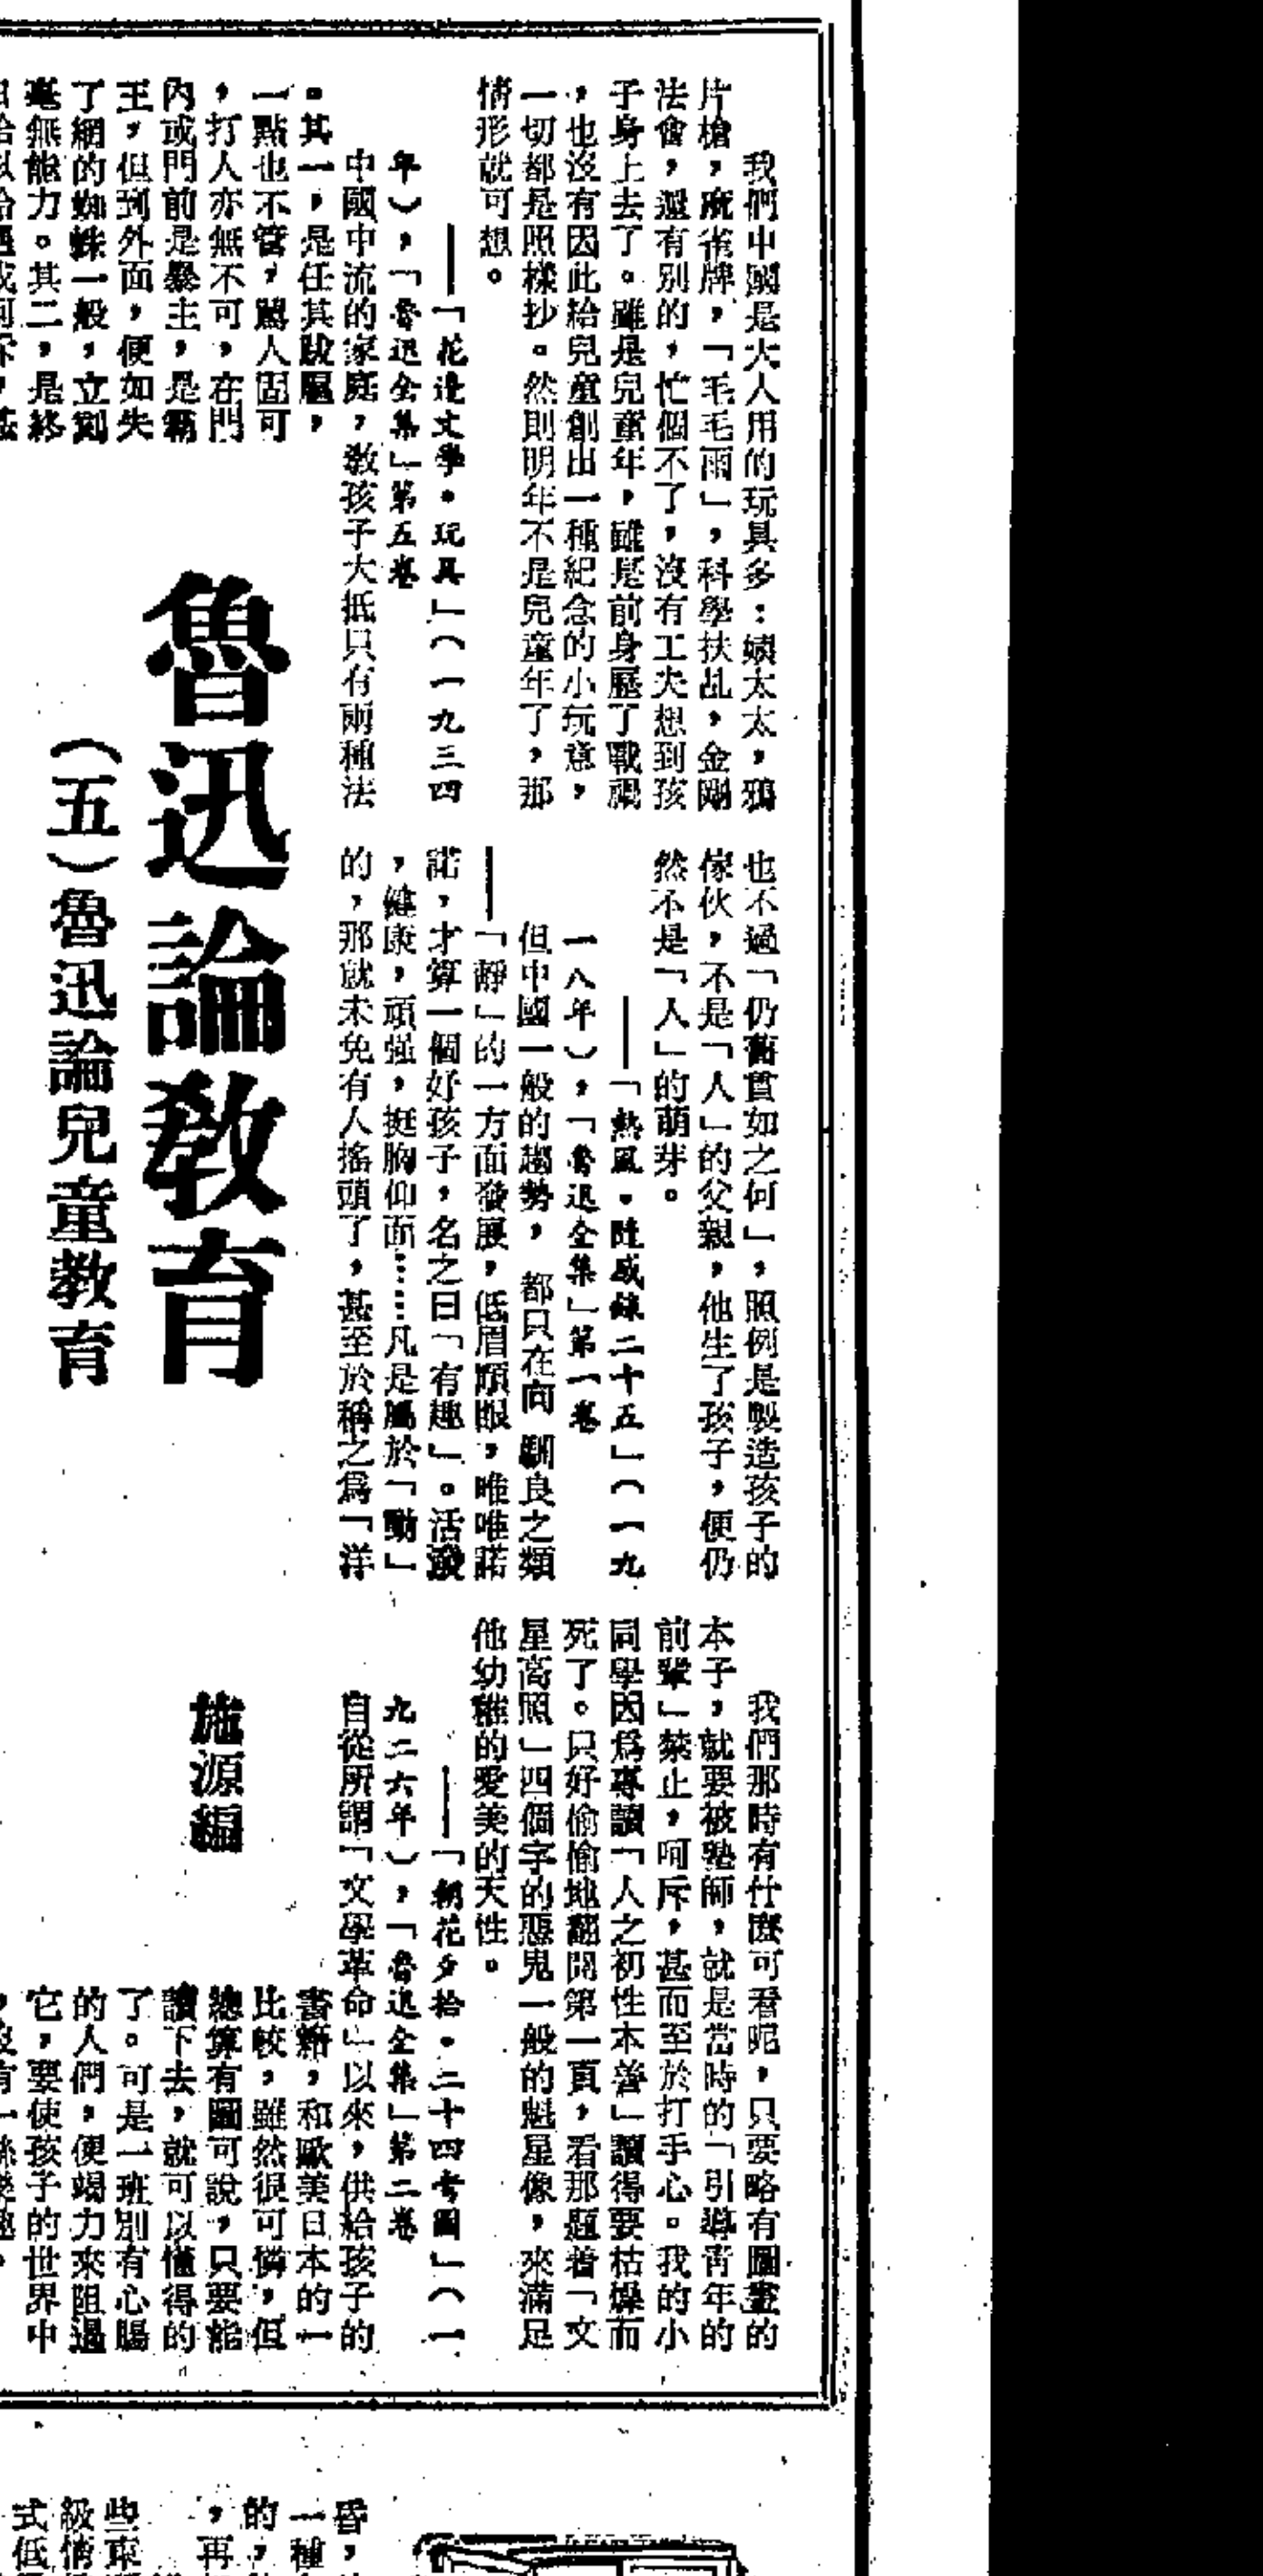 魯迅論教育
（五）魯迅論兒童教育
施源編
我們中國是大人用的玩具多：姨太太，鴉
片槍，麻雀牌，「毛毛雨」，科學扶乩，金剛
法會，還有別的，忙個不了，沒有工夫想到孩
子身上去了。雖是兒童年，雖是前身歷了戰禍
，也沒有因此給兒童創出一種紀念的小玩意，
一切都是照樣抄。然則明年不是兒童年了，那
情形就可想。
——「花邊文學・玩具」（一九三四
年），「魯迅全集」第五卷
中國中流的家庭，教孩子大抵只有兩種法
。其一，是任其跋扈，
一點也不管，罵人固可
，打人亦無不可，在門
內或門前是暴主，是霸
王，但到外面，便如失
了網的蜘蛛一般，立刻
毫無能力。其二，是終
也不過「仍舊貫如之何」，照例是製造孩子的
傢伙，不是「人」的父親，他生了孩子，便仍
然不是「人」的萌芽。
——「熱風・隨感錄二十五」（一九
一八年），「魯迅全集」第一卷
但中國一般的趨勢，都只在向馴良之類
——「靜」的一方面發展，低眉順眼，唯唯諾
諾，才算一個好孩子，名之曰「有趣」。活潑
，健康，頑强，挺胸仰面……凡是屬於「動」
的，那就未免有人搖頭了，甚至於稱之爲「洋
我們那時有什麼可看呢，只要略有圖畫的
本子，就要被塾師，就是當時的「引導青年的
前輩」禁止，呵斥，甚而至於打手心。我的小
同學因爲專讀「人之初性本善」讀得要枯燥而
死了。只好偷偷地翻開第一頁，看那題着「文
星高照」四個字的惡鬼一般的魁星像，來滿足
他幼稚的愛美的天性。
——「朝花夕拾・二十四孝圖」（一
九二六年），「魯迅全集」第二卷
自從所謂「文學革命」以來，供給孩子的
書籍，和歐美日本的一
比較，雖然很可憐，但
總算有圖可說，只要能
讀下去，就可以懂得的
了。可是一班別有心腸
的人們，便竭力來阻遏
它，要使孩子的世界中
昏，
一種
的，
，再
些東
級情
式低